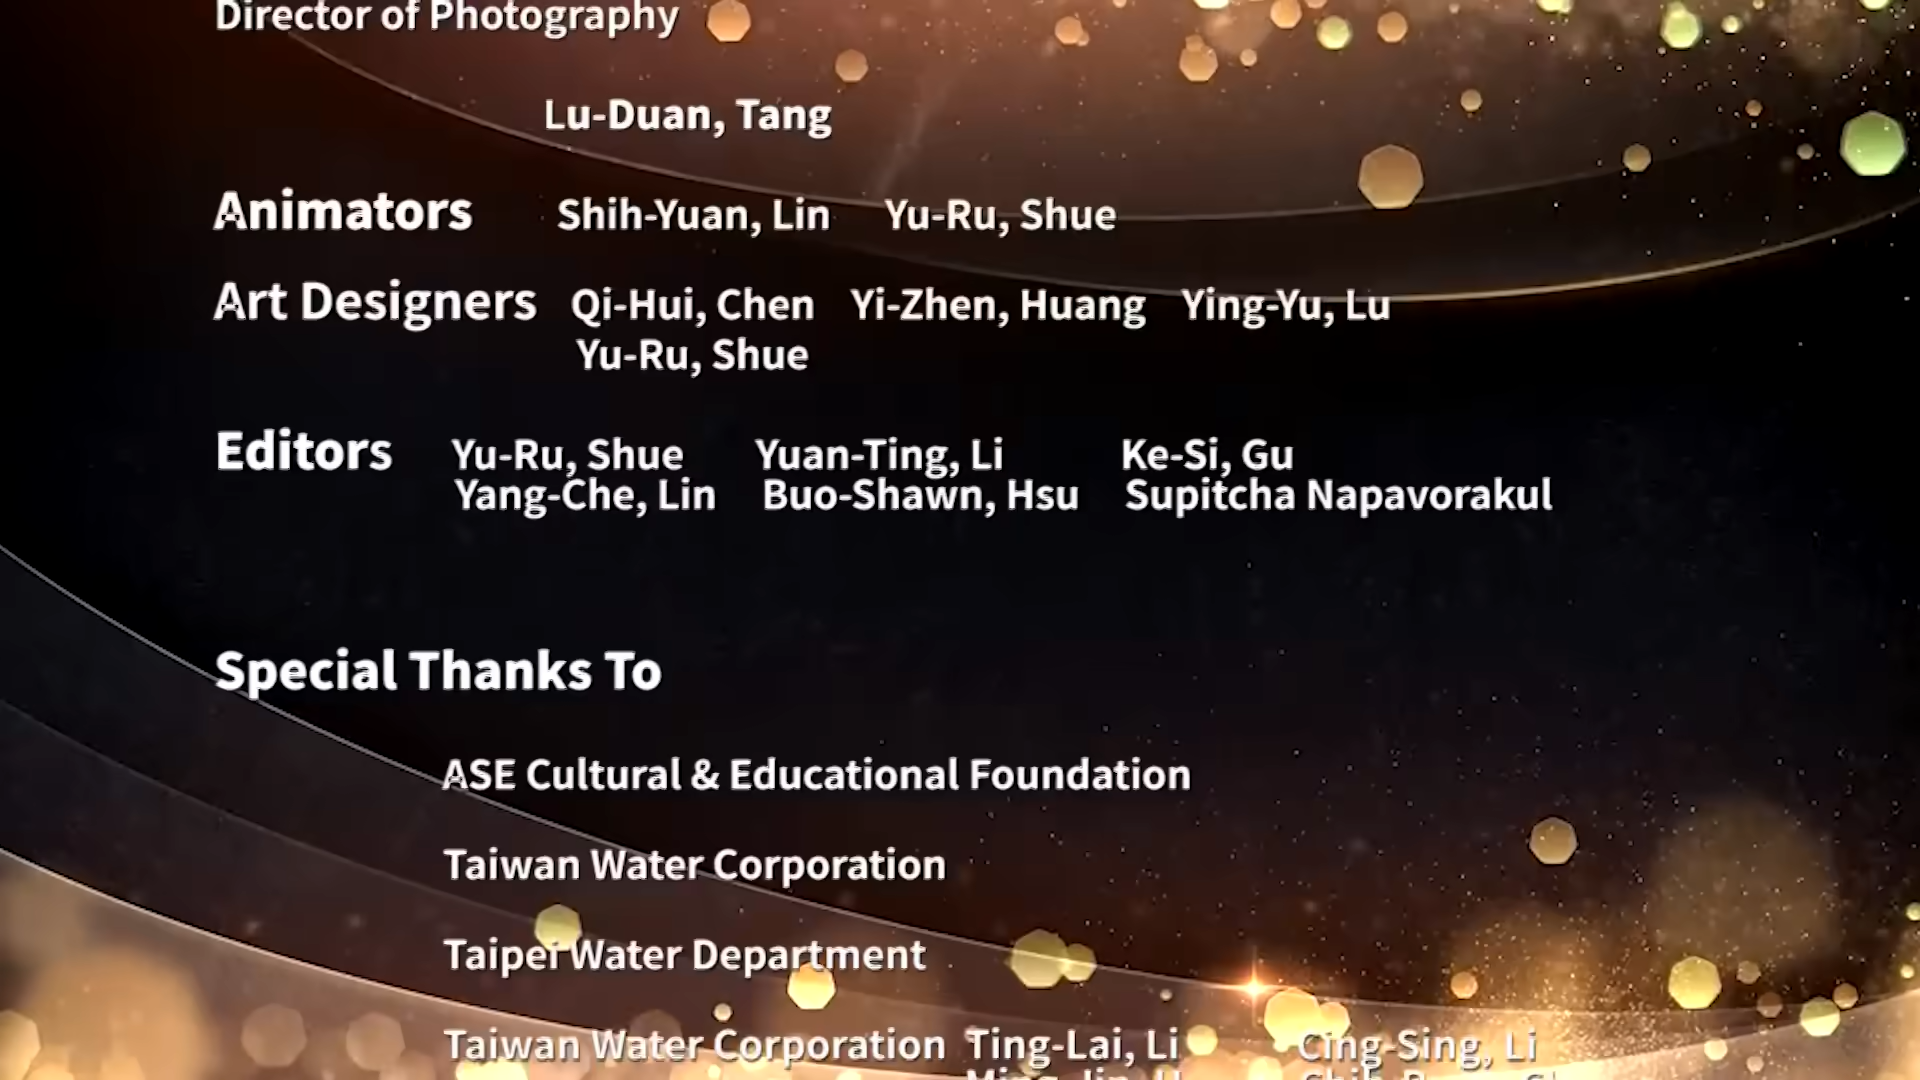 Director of Photography
Lu-Duan, Tang
Animators Shih-Yuan, Lin Yu-Ru, Shue
Art Designers Qi-Hui, Chen Yi-Zhen, Huang Ying-Yu, Lu
Yu-Ru, Shue
Editors Yu-Ru, Shue Yuan-Ting, Li Ke-Si, Gu
Yang-Che, Lin Buo-Shawn, Hsu Supitcha Napavorakul
Special Thanks To
ASE Cultural & Educational Foundation
Taiwan Water Corporation
Taipei Water Department
Taiwan Water Corporation Ting-Lai, Li Cing-Sing, Li